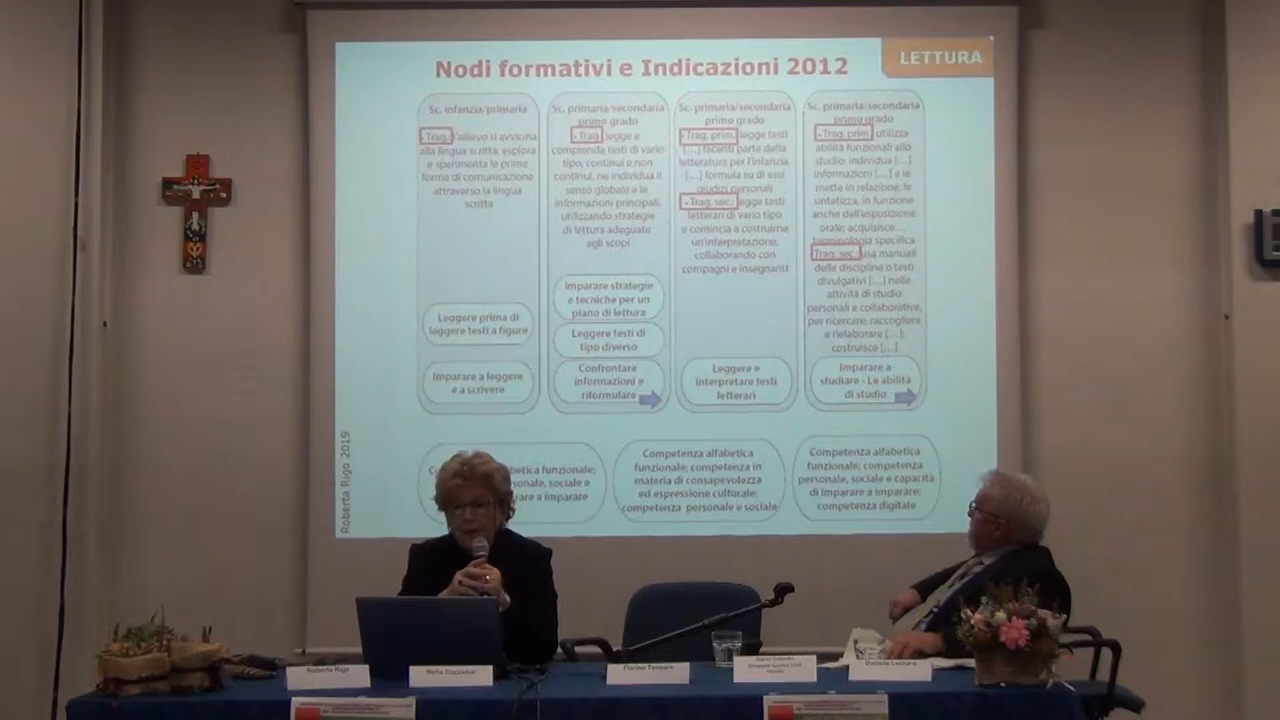 Nodi formativi e Indicazioni 2012
LETTURA
Sc. infanzia/primaria
- Trag.: l'allievo si avvicina
alla lingua scritta, esplora
e sperimenta le prime
forme di comunicazione
attraverso la lingua
scritta
Leggere prima di
leggere testi a figure
Imparare a leggere
e a scrivere
Sc. primaria/secondaria
primo grado
- Trag. legge e
comprende testi di vario
tipo, continui e non
continui, ne individua il
senso globale e le
informazioni principali,
utilizzando strategie
di lettura adeguate
agli scopi
Imparare strategie
e tecniche per un
piano di lettura
Leggere testi di
tipo diverso
Confrontare
informazioni e
riformulare
Sc. primaria/secondaria
primo grado
- Trag. prim. legge testi
[...] facenti parte della
letteratura per l'infanzia,
[...] formula su di essi
giudizi personali
- Trag. sec.: legge testi
letterari di vario tipo
e comincia a costruirne
un'interpretazione,
collaborando con
compagni e insegnanti
Leggere e
interpretare testi
letterari
Sc. primaria/secondaria
primo grado
- Trag. prim. utilizza
abilità funzionali allo
studio: individua [...]
informazioni [...] e le
mette in relazione; le
sintetizza, in funzione
anche dell'esposizione
orale; acquisisce...
terminologia specifica
Trag. sec.: usa manuali
delle discipline o testi
divulgativi [...] nelle
attività di studio
personali e collaborative,
per ricercare, raccogliere
e rielaborare [...];
costruisce [...]
Imparare a
studiare - Le abilità
di studio
funzionale;
sociale e
a imparare
Competenza alfabetica
funzionale; competenza in
materia di consapevolezza
ed espressione culturale;
competenza personale e sociale
Competenza alfabetica
funzionale; competenza
personale, sociale e capacità
di imparare a imparare;
competenza digitale
Roberta Rigo 2019
Roberta Rigo
Daniela Lazzaro